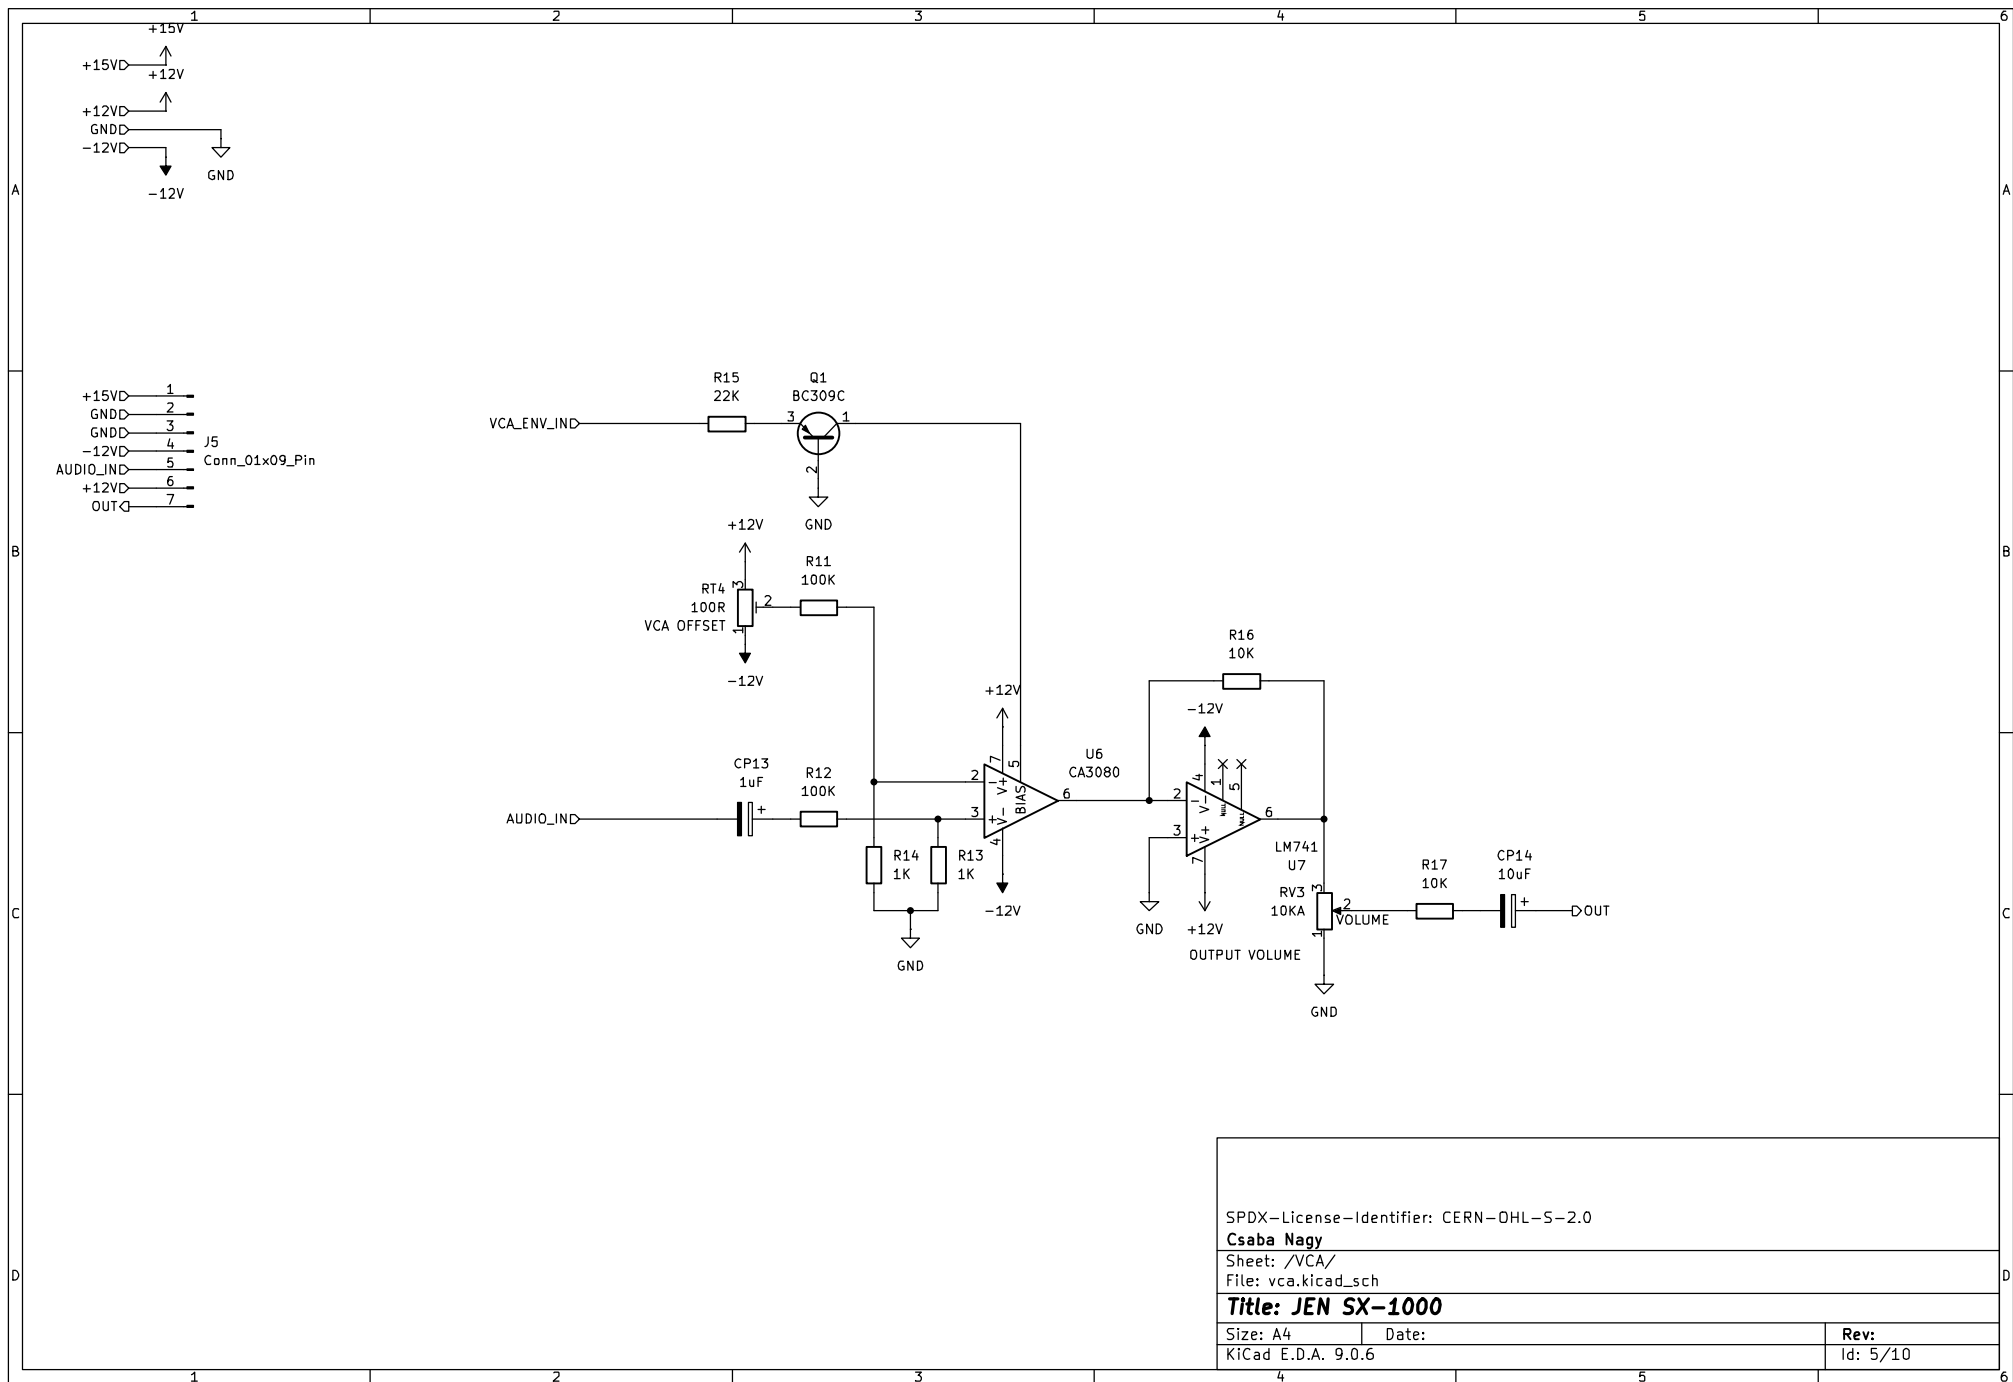 1 2 3 4 5 6
+15V
+15V
+12V
+12V
GND
-12V
GND
-12V
A A
+15V 1
GND 2
GND 3
-12V 4
AUDIO_IN 5
+12V 6
OUT 7
J5
Conn_01x09_Pin
R15
22K
Q1
BC309C
VCA_ENV_IN
3 1
2
GND
B B
+12V
R11
100K
RT4
100R
VCA OFFSET
3
2
1
-12V
R16
10K
+12V
-12V
CP13
1uF
+
R12
100K
AUDIO_IN
U6
CA3080
7 5
2
3
4
6
V+
V-
BIAS
-
+
R14
1K
R13
1K
-12V
GND
4 1 5
2
3
7
6
V-
V+
NULL
NULL
-
+
LM741
U7
GND
+12V
RV3
10KA
3
2
1
VOLUME
OUTPUT VOLUME
R17
10K
CP14
10uF
+
OUT
GND
C C
SPDX-License-Identifier: CERN-OHL-S-2.0
Csaba Nagy
Sheet: /VCA/
File: vca.kicad_sch
Title: JEN SX-1000
Size: A4 Date: Rev:
KiCad E.D.A. 9.0.6 Id: 5/10
D D
1 2 3 4 5 6